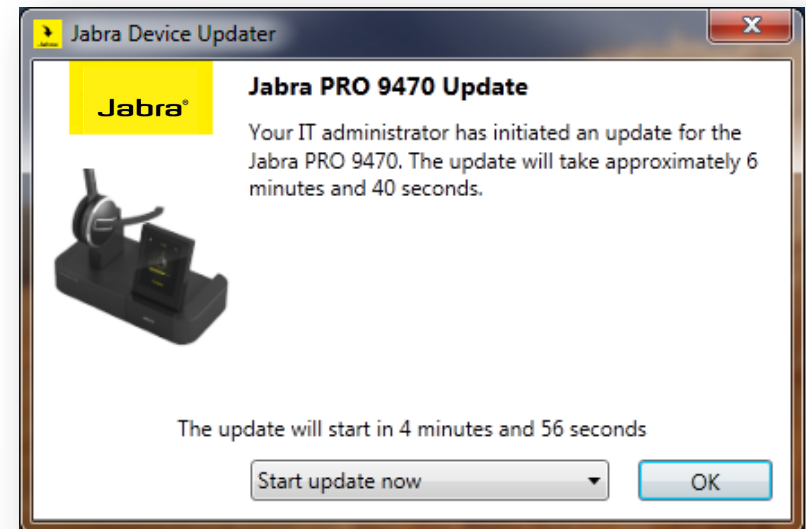 Jabra Device Updater
Jabra®
Jabra PRO 9470 Update
Your IT administrator has initiated an update for the
Jabra PRO 9470. The update will take approximately 6
minutes and 40 seconds.
The update will start in 4 minutes and 56 seconds
Start update now
OK